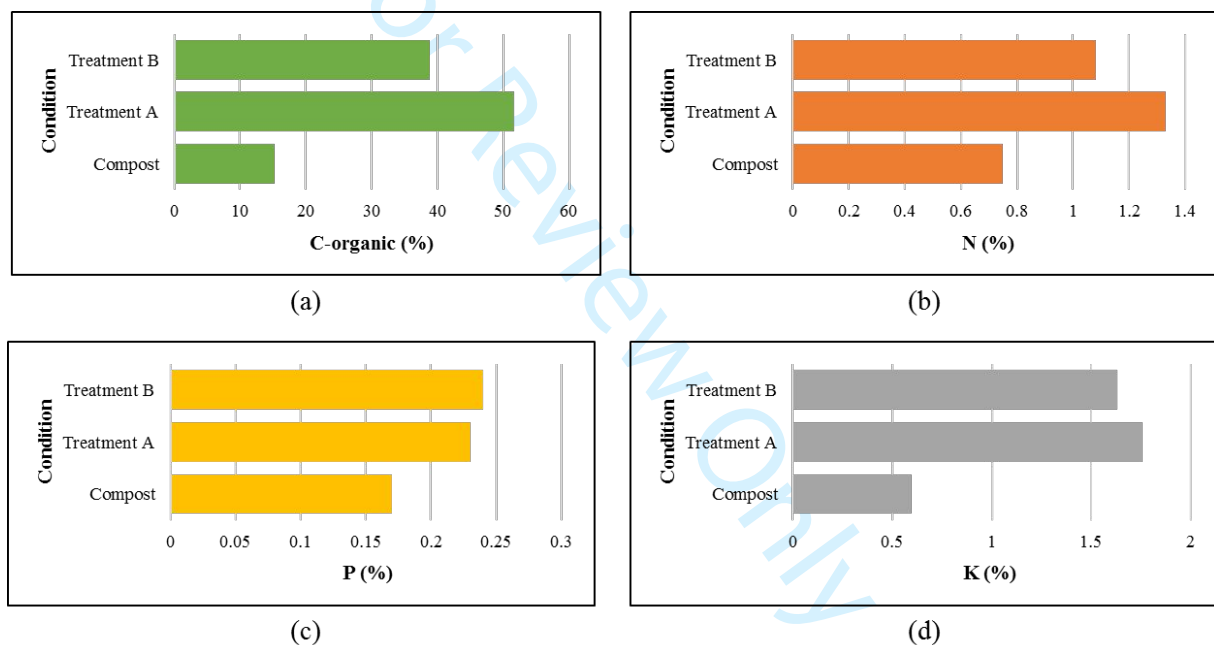 Treatment B
Treatment A
Compost
Condition
0 10 20 30 40 50 60
C-organic (%)
(a)
Treatment B
Treatment A
Compost
Condition
0 0.2 0.4 0.6 0.8 1 1.2 1.4
N (%)
(b)
Treatment B
Treatment A
Compost
Condition
0 0.05 0.1 0.15 0.2 0.25 0.3
P (%)
(c)
Treatment B
Treatment A
Compost
Condition
0 0.5 1 1.5 2
K (%)
(d)
or Review Only